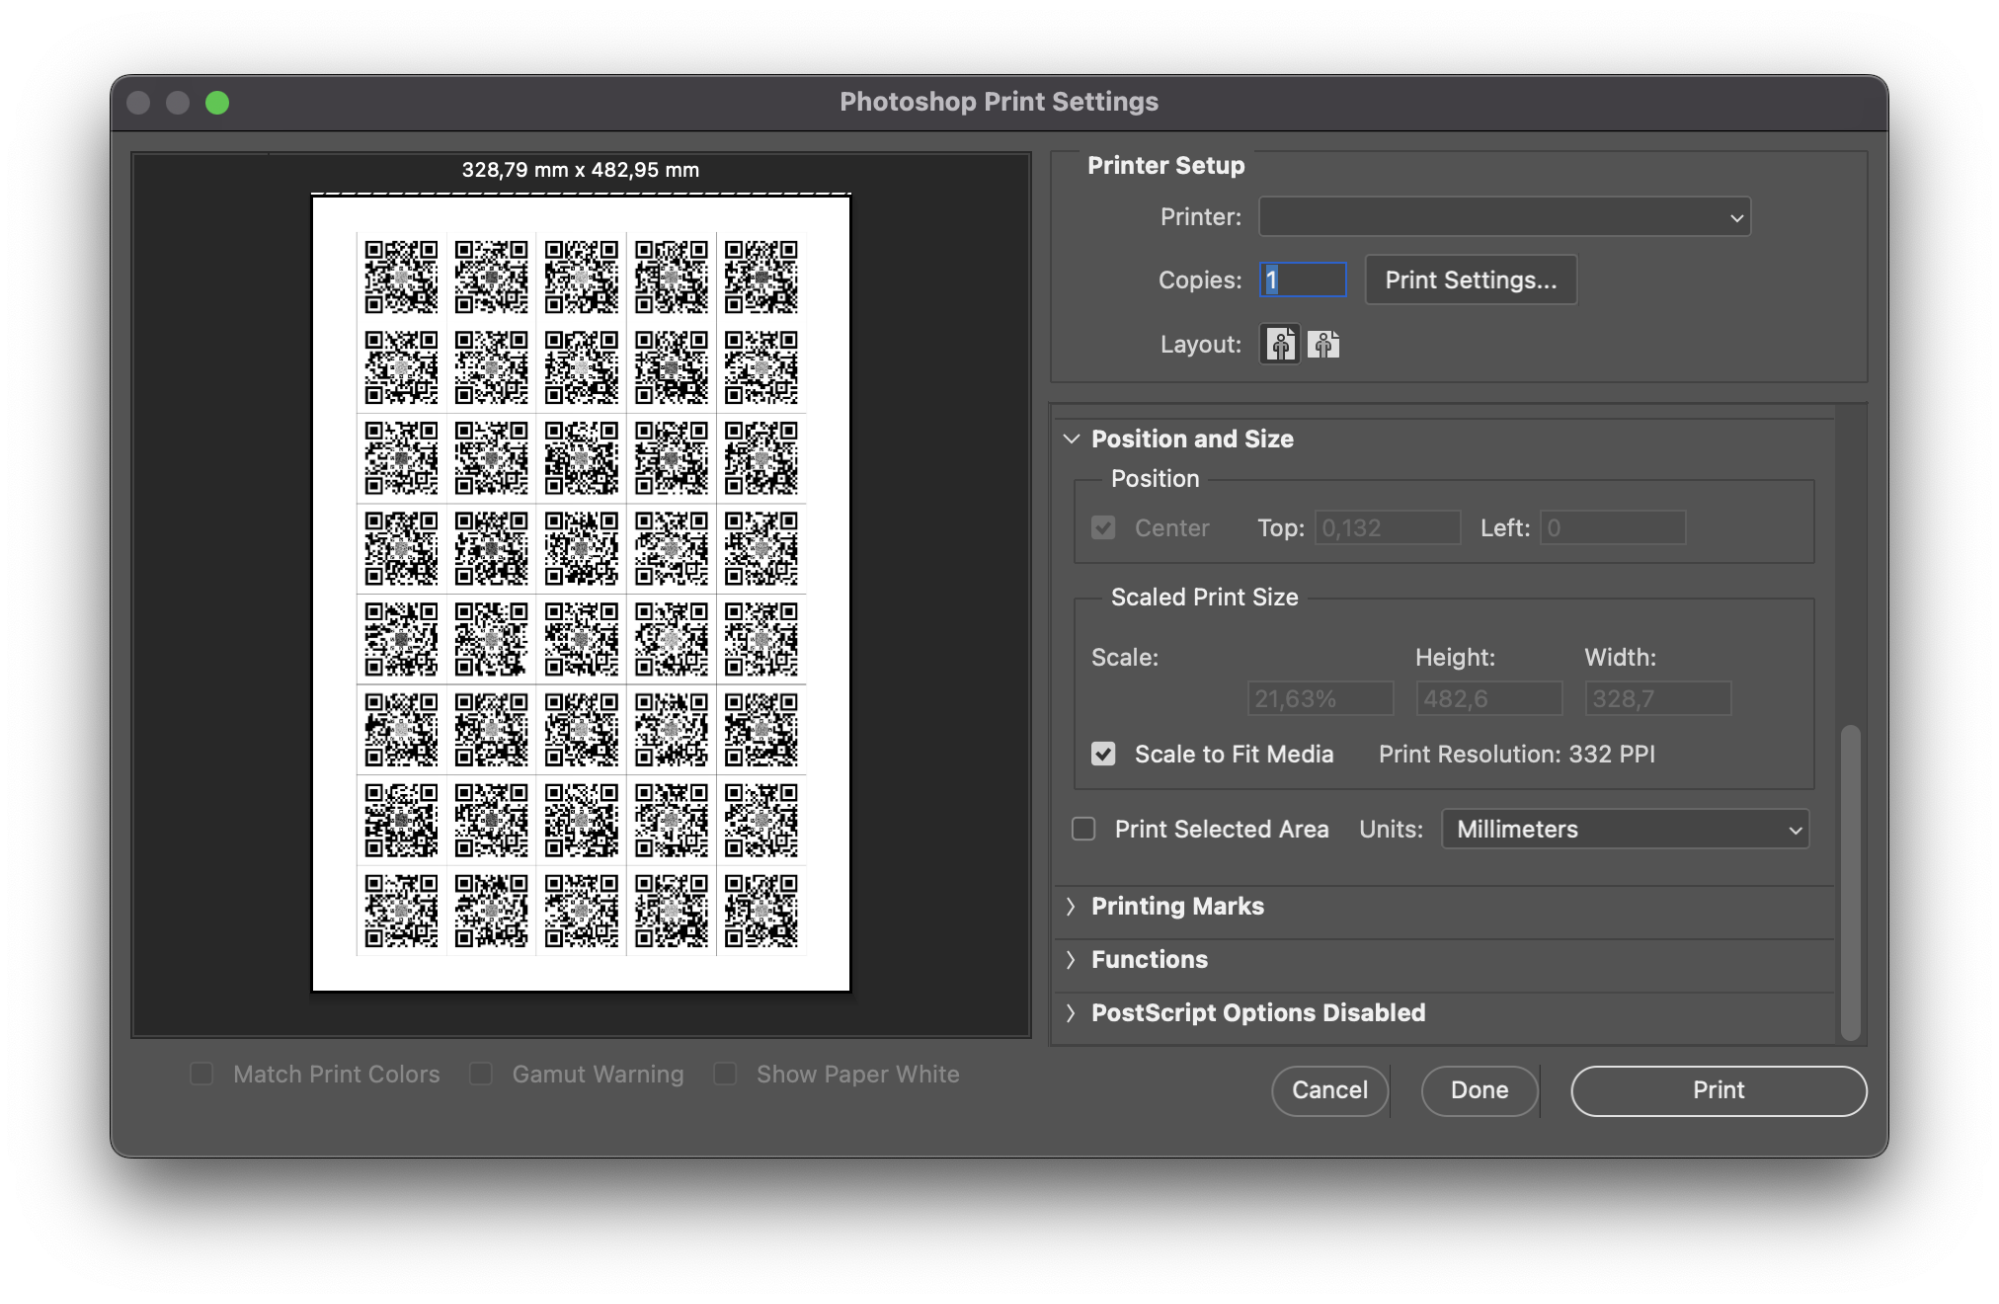 Photoshop Print Settings
328,79 mm x 482,95 mm
Printer Setup
Printer:
Copies: 1 Print Settings...
Layout:
Position and Size
Position
Center Top: 0,132 Left: 0
Scaled Print Size
Scale: Height: Width:
21,63% 482,6 328,7
Scale to Fit Media Print Resolution: 332 PPI
Print Selected Area Units: Millimeters
Printing Marks
Functions
PostScript Options Disabled
Match Print Colors Gamut Warning Show Paper White
Cancel Done Print